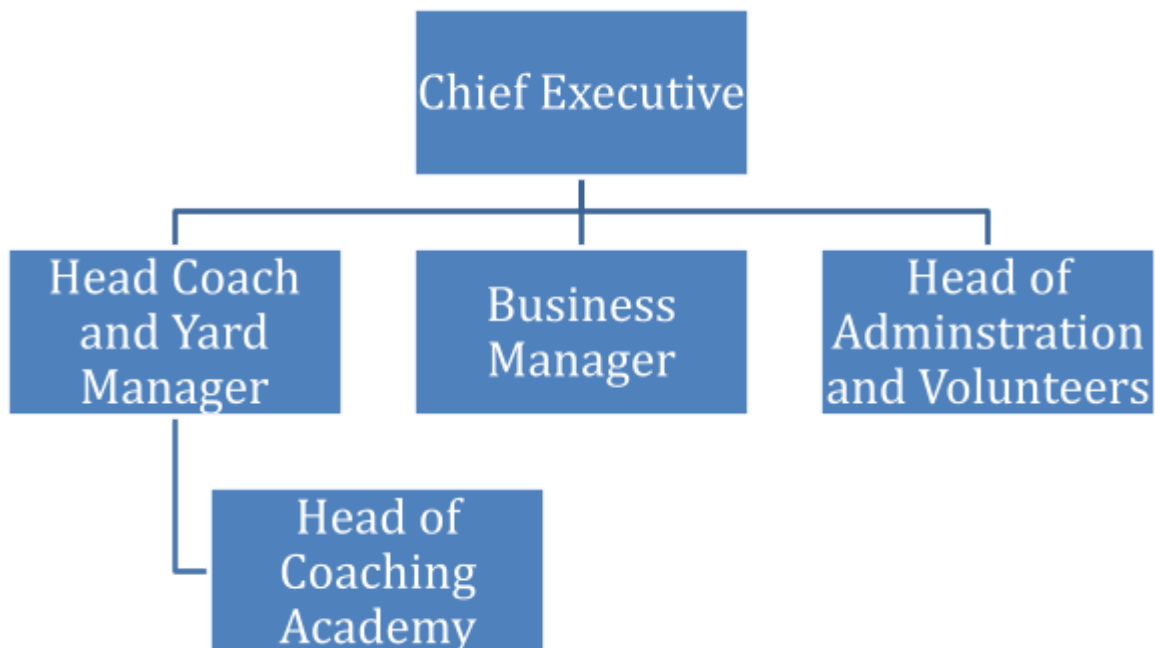 Chief Executive
Head Coach
and Yard
Manager
Business
Manager
Head of
Adminstration
and Volunteers
Head of
Coaching
Academy